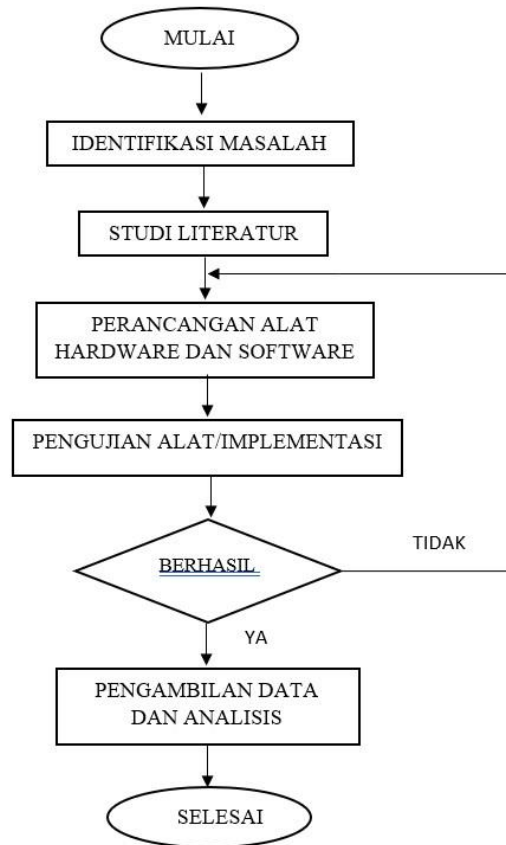 MULAI
IDENTIFIKASI MASALAH
STUDI LITERATUR
PERANCANGAN ALAT
HARDWARE DAN SOFTWARE
PENGUJIAN ALAT/IMPLEMENTASI
BERHASIL
TIDAK
YA
PENGAMBILAN DATA
DAN ANALISIS
SELESAI